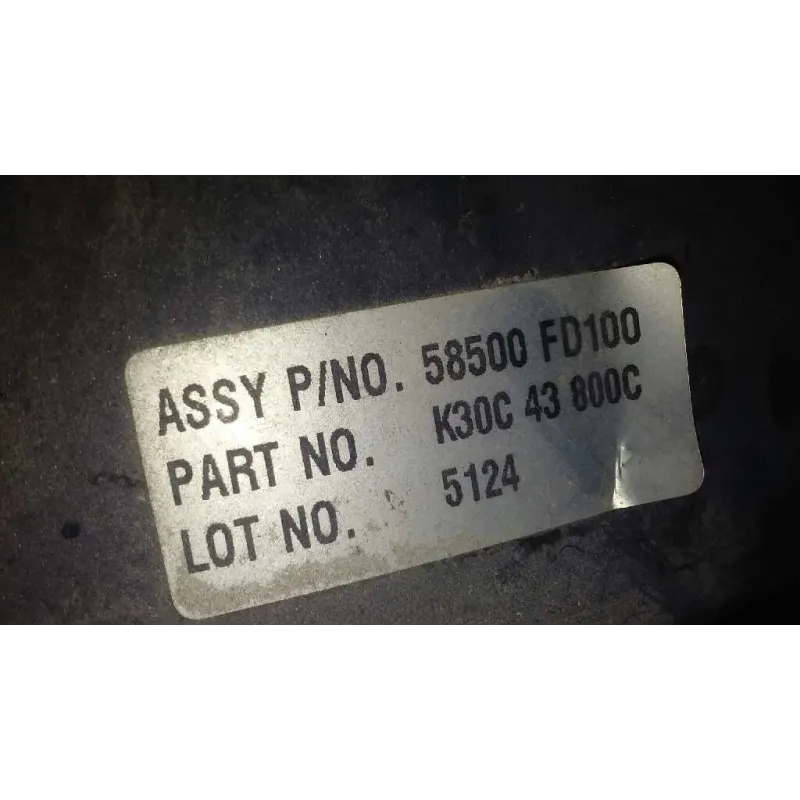 ASSY P/NO. 58500 FD100
PART NO. K30C 43 800C
LOT NO. 5124